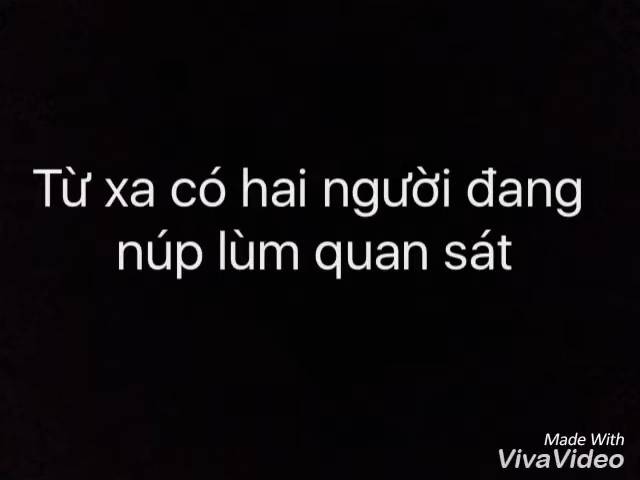 Từ xa có hai người đang
núp lùm quan sát
Made With
VivaVideo